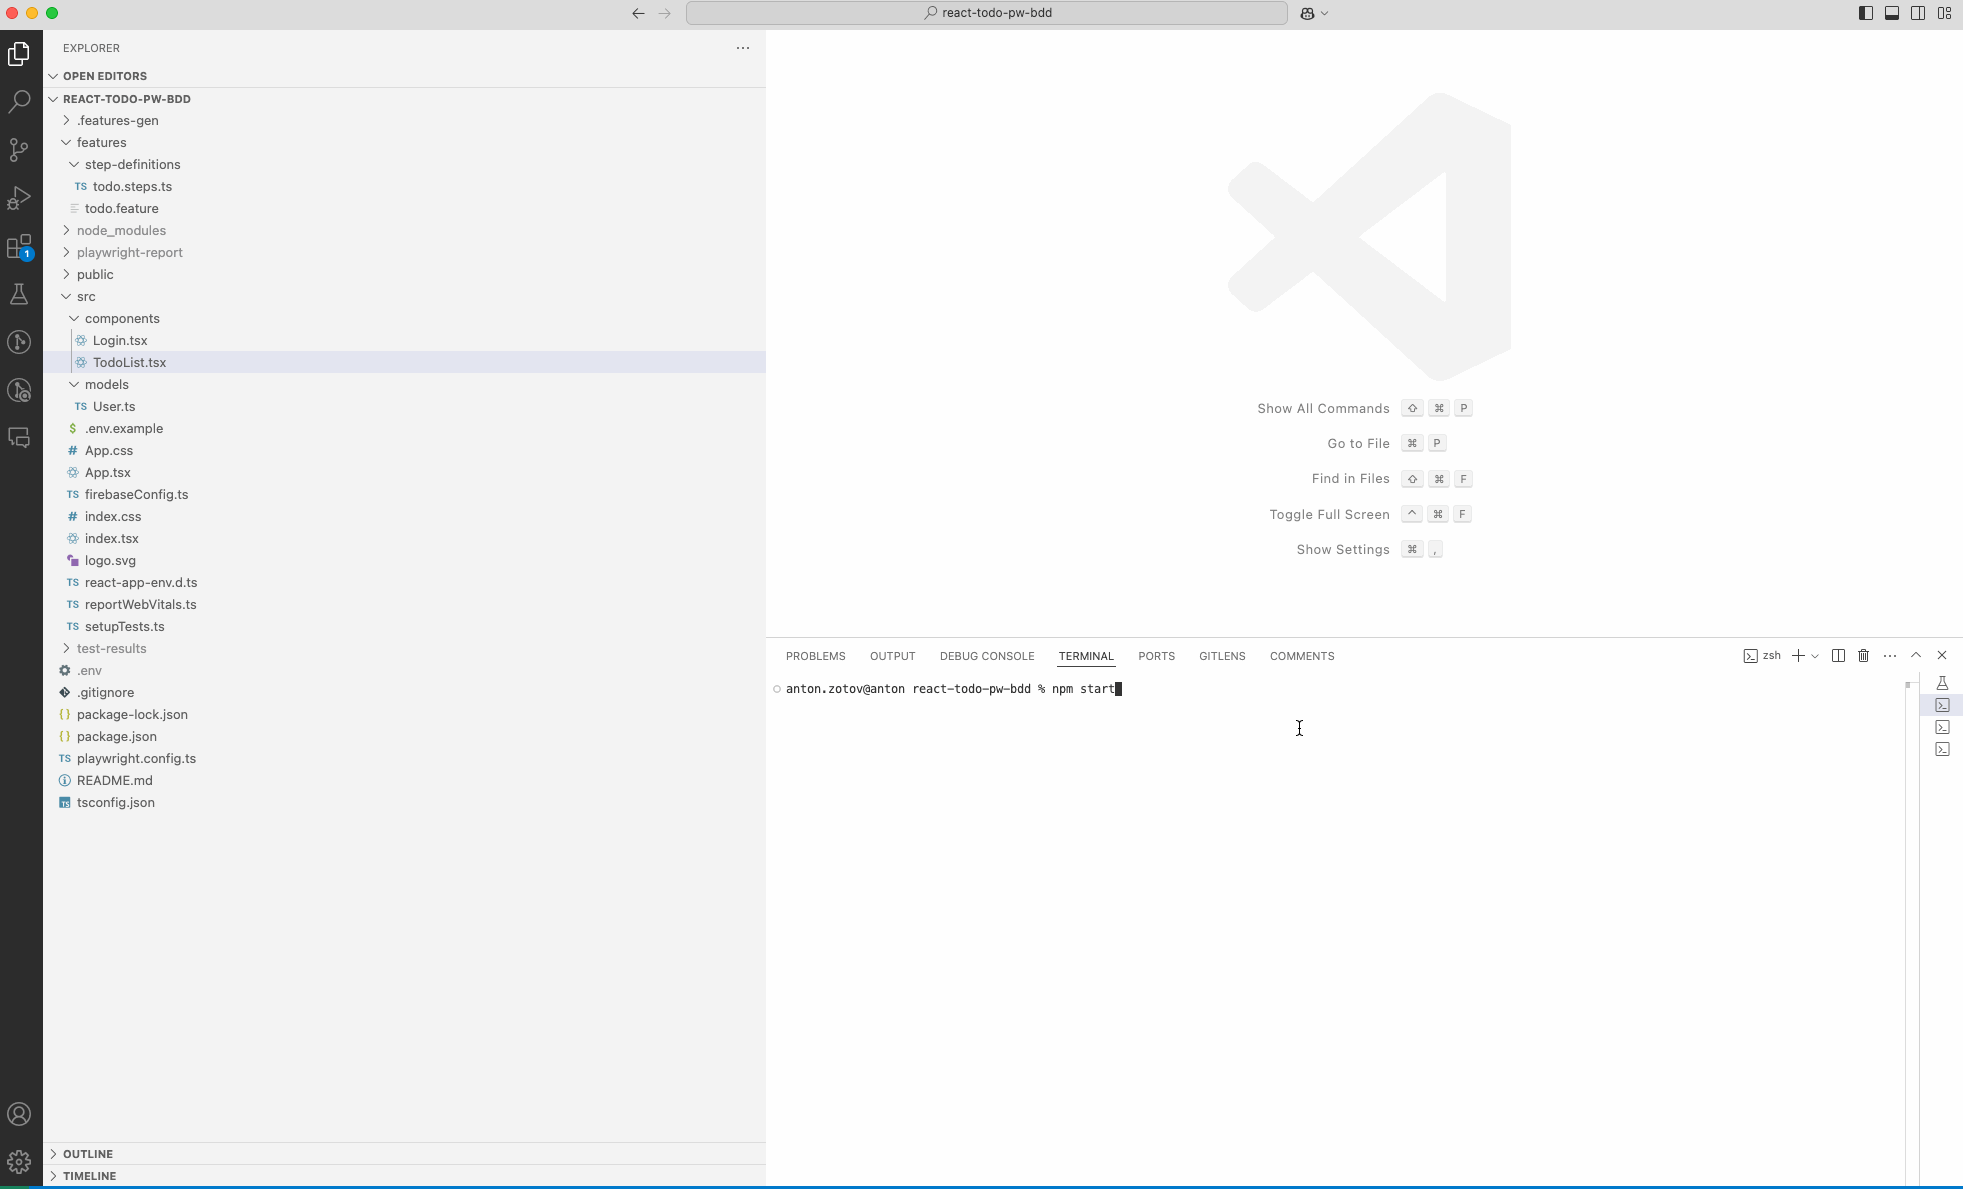 react-todo-pw-bdd
EXPLORER
OPEN EDITORS
REACT-TODO-PW-BDD
.features-gen
features
step-definitions
TS todo.steps.ts
todo.feature
node_modules
playwright-report
1
public
src
components
Login.tsx
TodoList.tsx
models
TS User.ts
$ .env.example
# App.css
App.tsx
TS firebaseConfig.ts
# index.css
index.tsx
logo.svg
TS react-app-env.d.ts
TS reportWebVitals.ts
TS setupTests.ts
test-results
.env
.gitignore
{} package-lock.json
{} package.json
TS playwright.config.ts
README.md
TS tsconfig.json
OUTLINE
TIMELINE
Show All Commands ⇧ ⌘ P
Go to File ⌘ P
Find in Files ⇧ ⌘ F
Toggle Full Screen ^ ⌘ F
Show Settings ⌘ ,
PROBLEMS OUTPUT DEBUG CONSOLE TERMINAL PORTS GITLENS COMMENTS zsh
anton.zotov@anton react-todo-pw-bdd % npm start